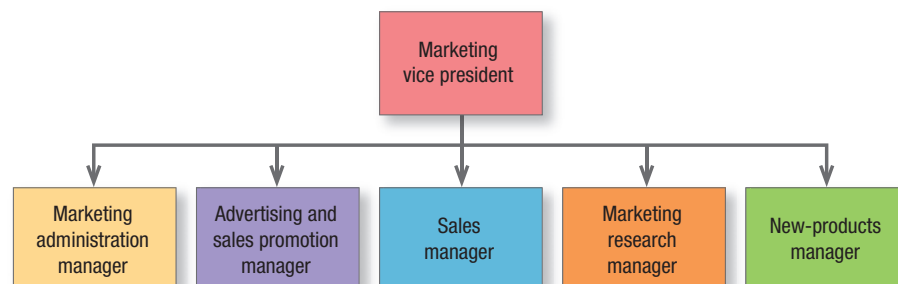 Marketing
vice president
Marketing
administration
manager
Advertising and
sales promotion
manager
Sales
manager
Marketing
research
manager
New-products
manager